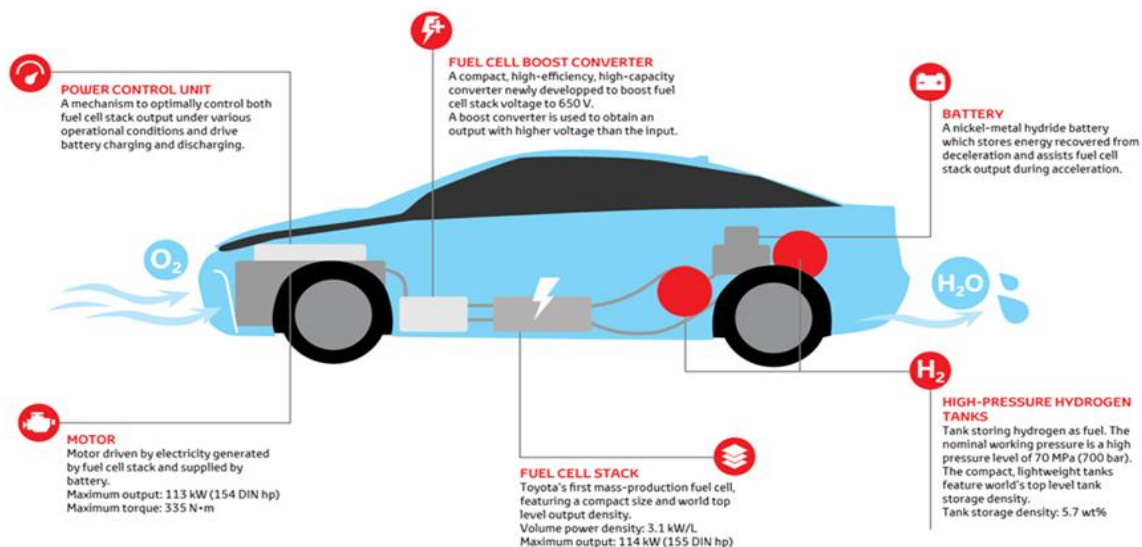 POWER CONTROL UNIT
A mechanism to optimally control both
fuel cell stack output under various
operational conditions and drive
battery charging and discharging.
FUEL CELL BOOST CONVERTER
A compact, high-efficiency, high-capacity
converter newly developped to boost fuel
cell stack voltage to 650 V.
A boost converter is used to obtain an
output with higher voltage than the input.
BATTERY
A nickel-metal hydride battery
which stores energy recovered from
deceleration and assists fuel cell
stack output during acceleration.
O₂
H₂O
MOTOR
Motor driven by electricity generated
by fuel cell stack and supplied by
battery.
Maximum output: 113 kW (154 DIN hp)
Maximum torque: 335 N•m
FUEL CELL STACK
Toyota's first mass-production fuel cell,
featuring a compact size and world top
level output density.
Volume power density: 3.1 kW/L
Maximum output: 114 kW (155 DIN hp)
H₂
HIGH-PRESSURE HYDROGEN
TANKS
Tank storing hydrogen as fuel. The
nominal working pressure is a high
pressure level of 70 MPa (700 bar).
The compact, lightweight tanks
feature world's top level tank
storage density.
Tank storage density: 5.7 wt%